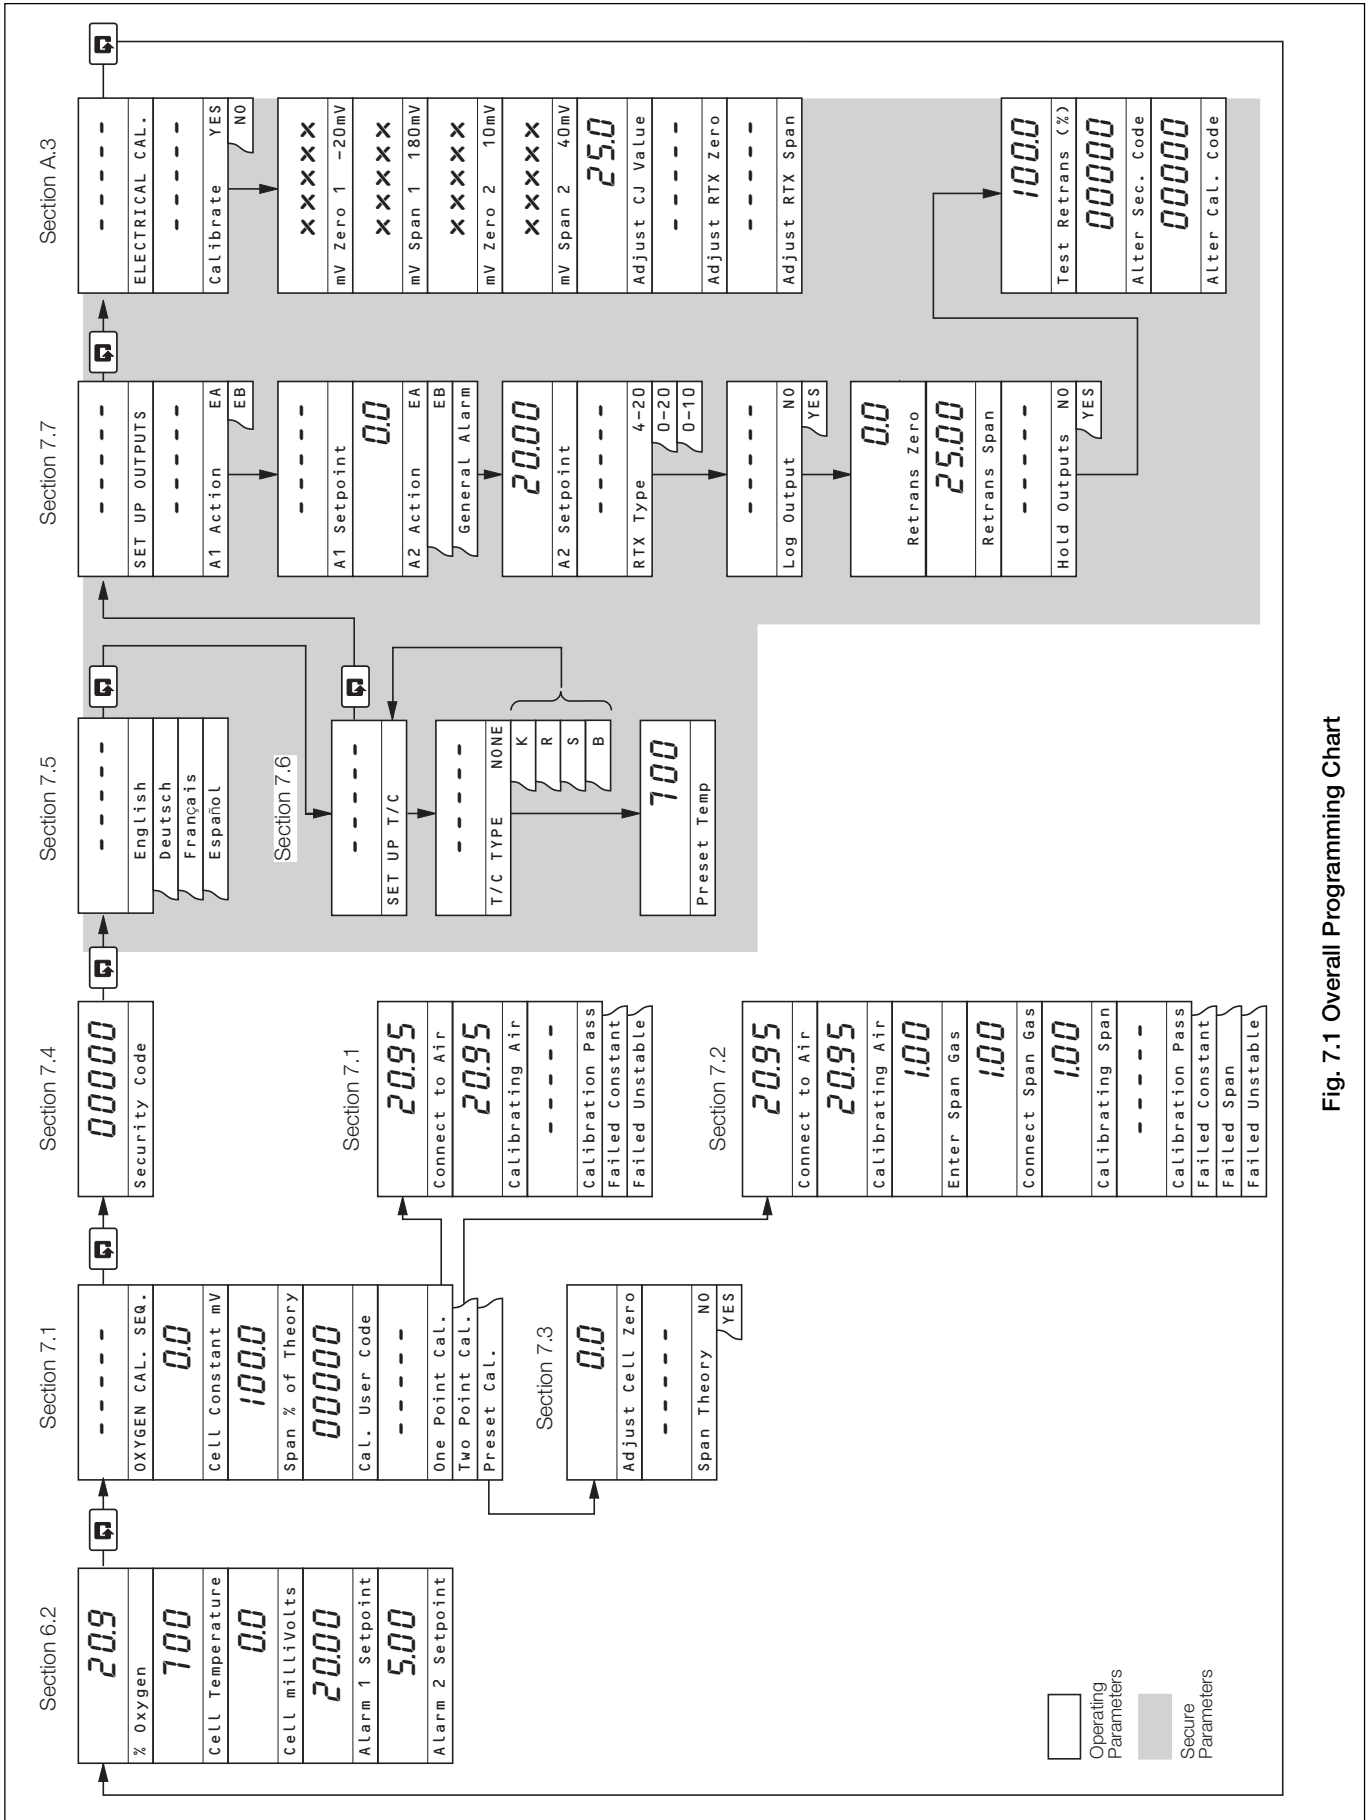 Section 6.2
20.9
% Oxygen
700
Cell Temperature
0.0
Cell milliVolts
20.00
Alarm 1 Setpoint
5.00
Alarm 2 Setpoint
Section 7.1
-----
OXYGEN CAL. SEQ.
0.0
Cell Constant mV
100.0
Span % of Theory
00000
Cal. User Code
-----
One Point Cal.
Two Point Cal.
Preset Cal.
Section 7.3
0.0
Adjust Cell Zero
-----
Span Theory NO
YES
Section 7.4
00000
Security Code
Section 7.1
20.95
Connect to Air
20.95
Calibrating Air
-----
Calibration Pass
Failed Constant
Failed Unstable
Section 7.2
20.95
Connect to Air
20.95
Calibrating Air
1.00
Enter Span Gas
1.00
Connect Span Gas
1.00
Calibrating Span
-----
Calibration Pass
Failed Constant
Failed Span
Failed Unstable
Section 7.5
-----
English
Deutsch
Français
Español
Section 7.6
-----
SET UP T/C
-----
T/C TYPE NONE
K
R
S
B
700
Preset Temp
Section 7.7
-----
SET UP OUTPUTS
-----
A1 Action EA
EB
-----
A1 Setpoint
0.0
A2 Action EA
EB
General Alarm
20.00
A2 Setpoint
-----
RTX Type 4-20
0-20
0-10
-----
Log Output NO
YES
0.0
Retrans Zero
25.00
Retrans Span
-----
Hold Outputs NO
YES
Section A.3
-----
ELECTRICAL CAL.
-----
Calibrate YES
NO
xxxxx
mV Zero 1 -20mV
xxxxx
mV Span 1 180mV
xxxxx
mV Zero 2 10mV
xxxxx
mV Span 2 40mV
25.0
Adjust CJ Value
-----
Adjust RTX Zero
-----
Adjust RTX Span
100.0
Test Retrans (%)
00000
Alter Sec. Code
00000
Alter Cal. Code
Operating
Parameters
Secure
Parameters
Fig. 7.1 Overall Programming Chart